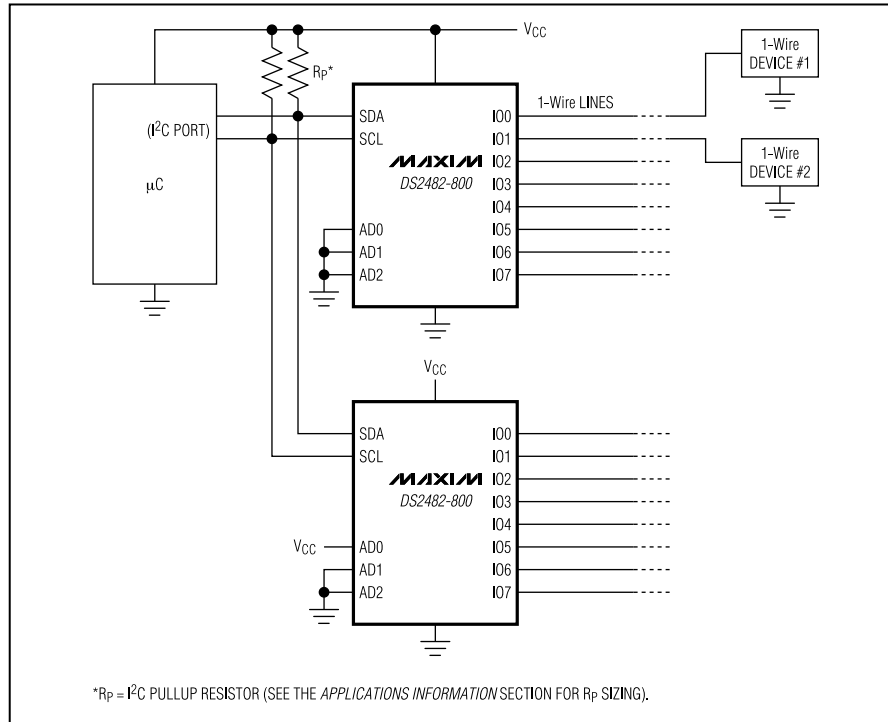 VCC
RP*
1-Wire
DEVICE #1
1-Wire LINES
(I2C PORT)
μC
SDA
SCL
MAXIM
DS2482-800
AD0
AD1
AD2
IO0
IO1
IO2
IO3
IO4
IO5
IO6
IO7
1-Wire
DEVICE #2
VCC
SDA
SCL
MAXIM
DS2482-800
VCC
AD0
AD1
AD2
IO0
IO1
IO2
IO3
IO4
IO5
IO6
IO7
*RP = I2C PULLUP RESISTOR (SEE THE APPLICATIONS INFORMATION SECTION FOR RP SIZING).